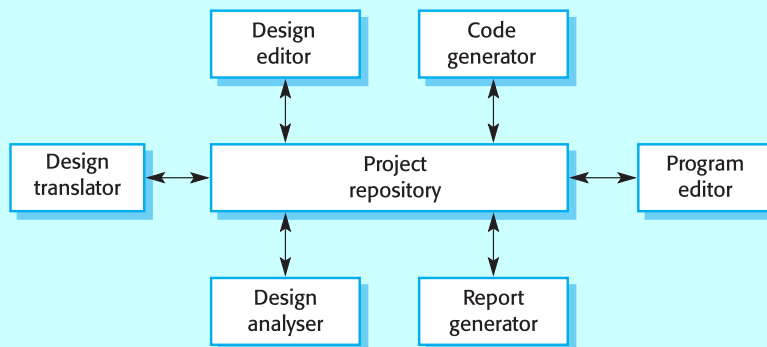 Design
editor
Code
generator
Design
translator
Project
repository
Program
editor
Design
analyser
Report
generator